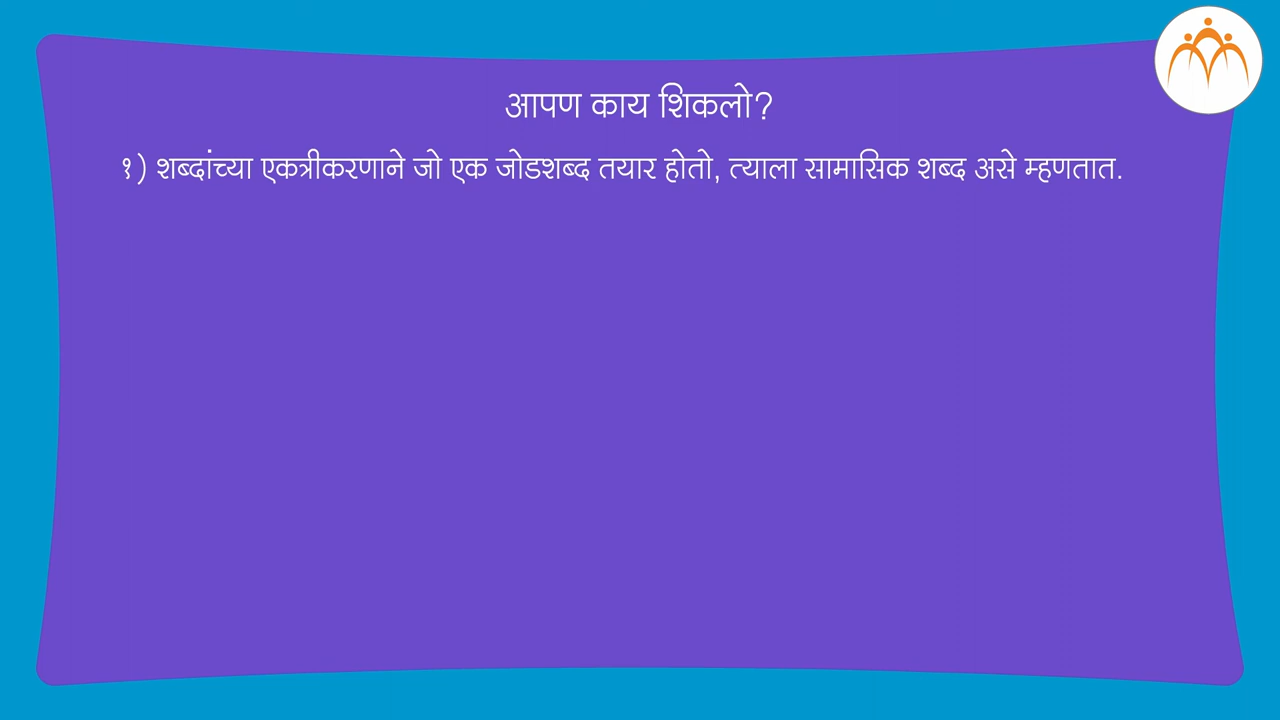 आपण काय शिकलो?
१) शब्दांच्या एकत्रीकरणाने जो एक जोडशब्द तयार होतो, त्याला सामासिक शब्द असे म्हणतात.